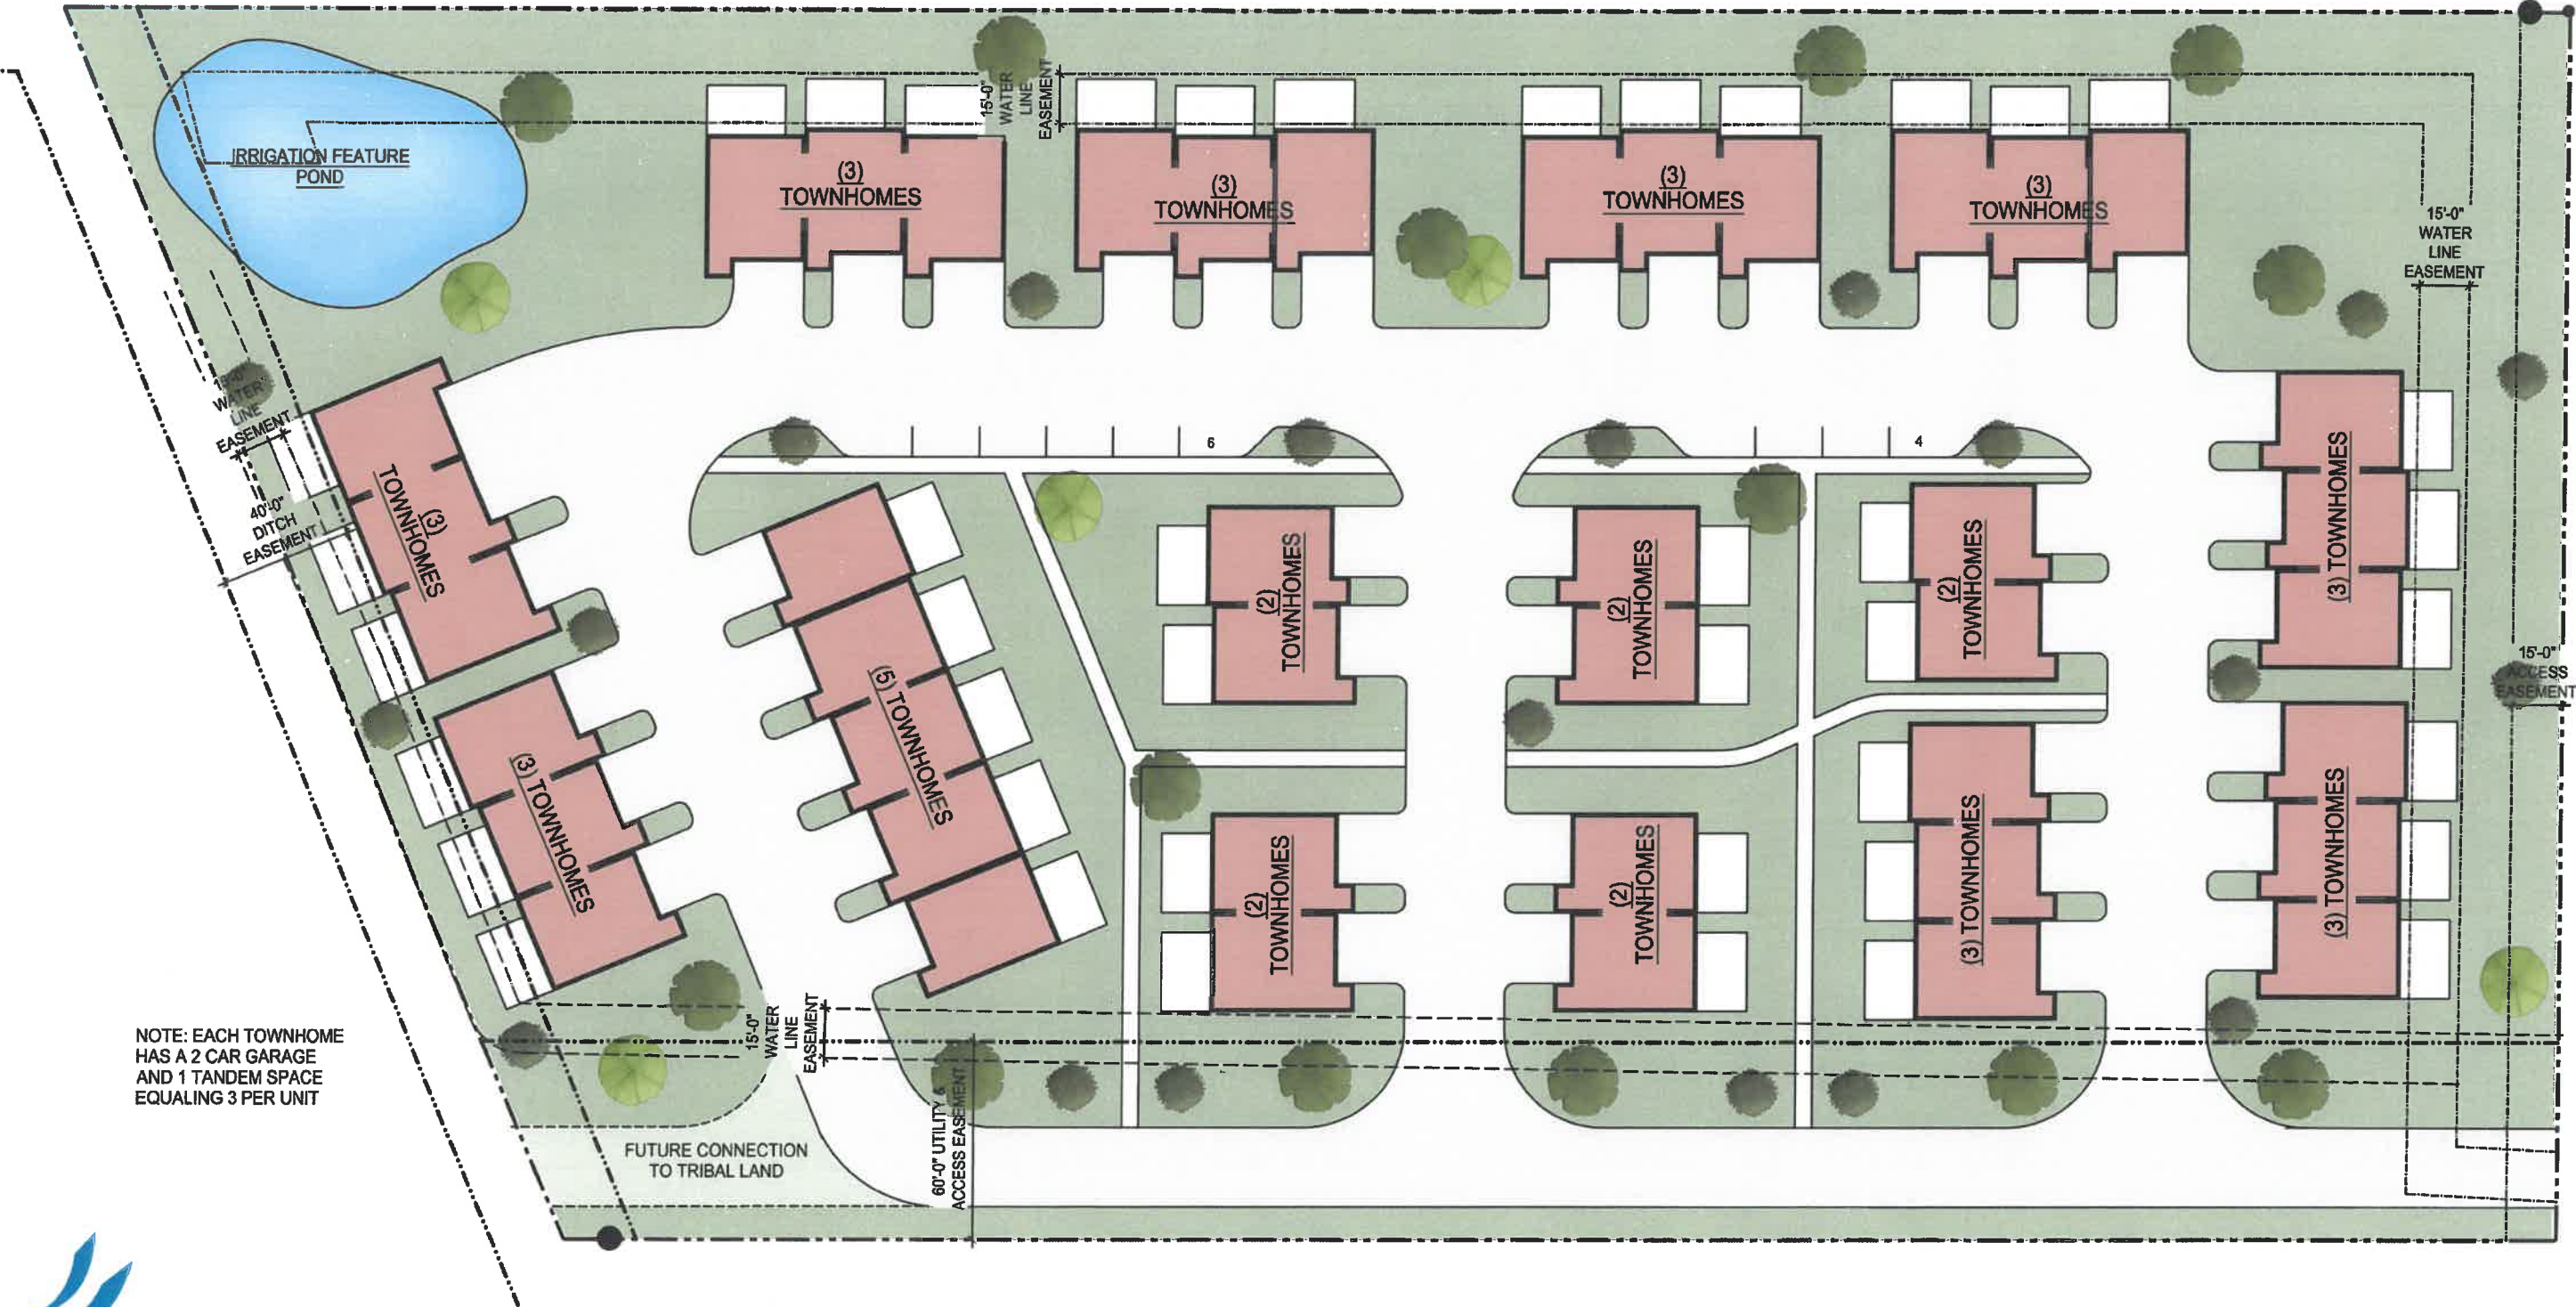 IRRIGATION FEATURE
POND
(3)
TOWNHOMES
15'-0"
WATER
LINE
EASEMENT
(3)
TOWNHOMES
(3)
TOWNHOMES
(3)
TOWNHOMES
15'-0"
WATER
LINE
EASEMENT
WATER
LINE
EASEMENT
40'-0"
DITCH
EASEMENT
(3)
TOWNHOMES
6
4
(2)
TOWNHOMES
(2)
TOWNHOMES
(2)
TOWNHOMES
(3) TOWNHOMES
15'-0"
ACCESS
EASEMENT
(3) TOWNHOMES
(5) TOWNHOMES
(2)
TOWNHOMES
(2)
TOWNHOMES
(3) TOWNHOMES
(3) TOWNHOMES
NOTE: EACH TOWNHOME
HAS A 2 CAR GARAGE
AND 1 TANDEM SPACE
EQUALING 3 PER UNIT
15'-0"
WATER
LINE
EASEMENT
60'-0" UTILITY &
ACCESS EASEMENT
FUTURE CONNECTION
TO TRIBAL LAND